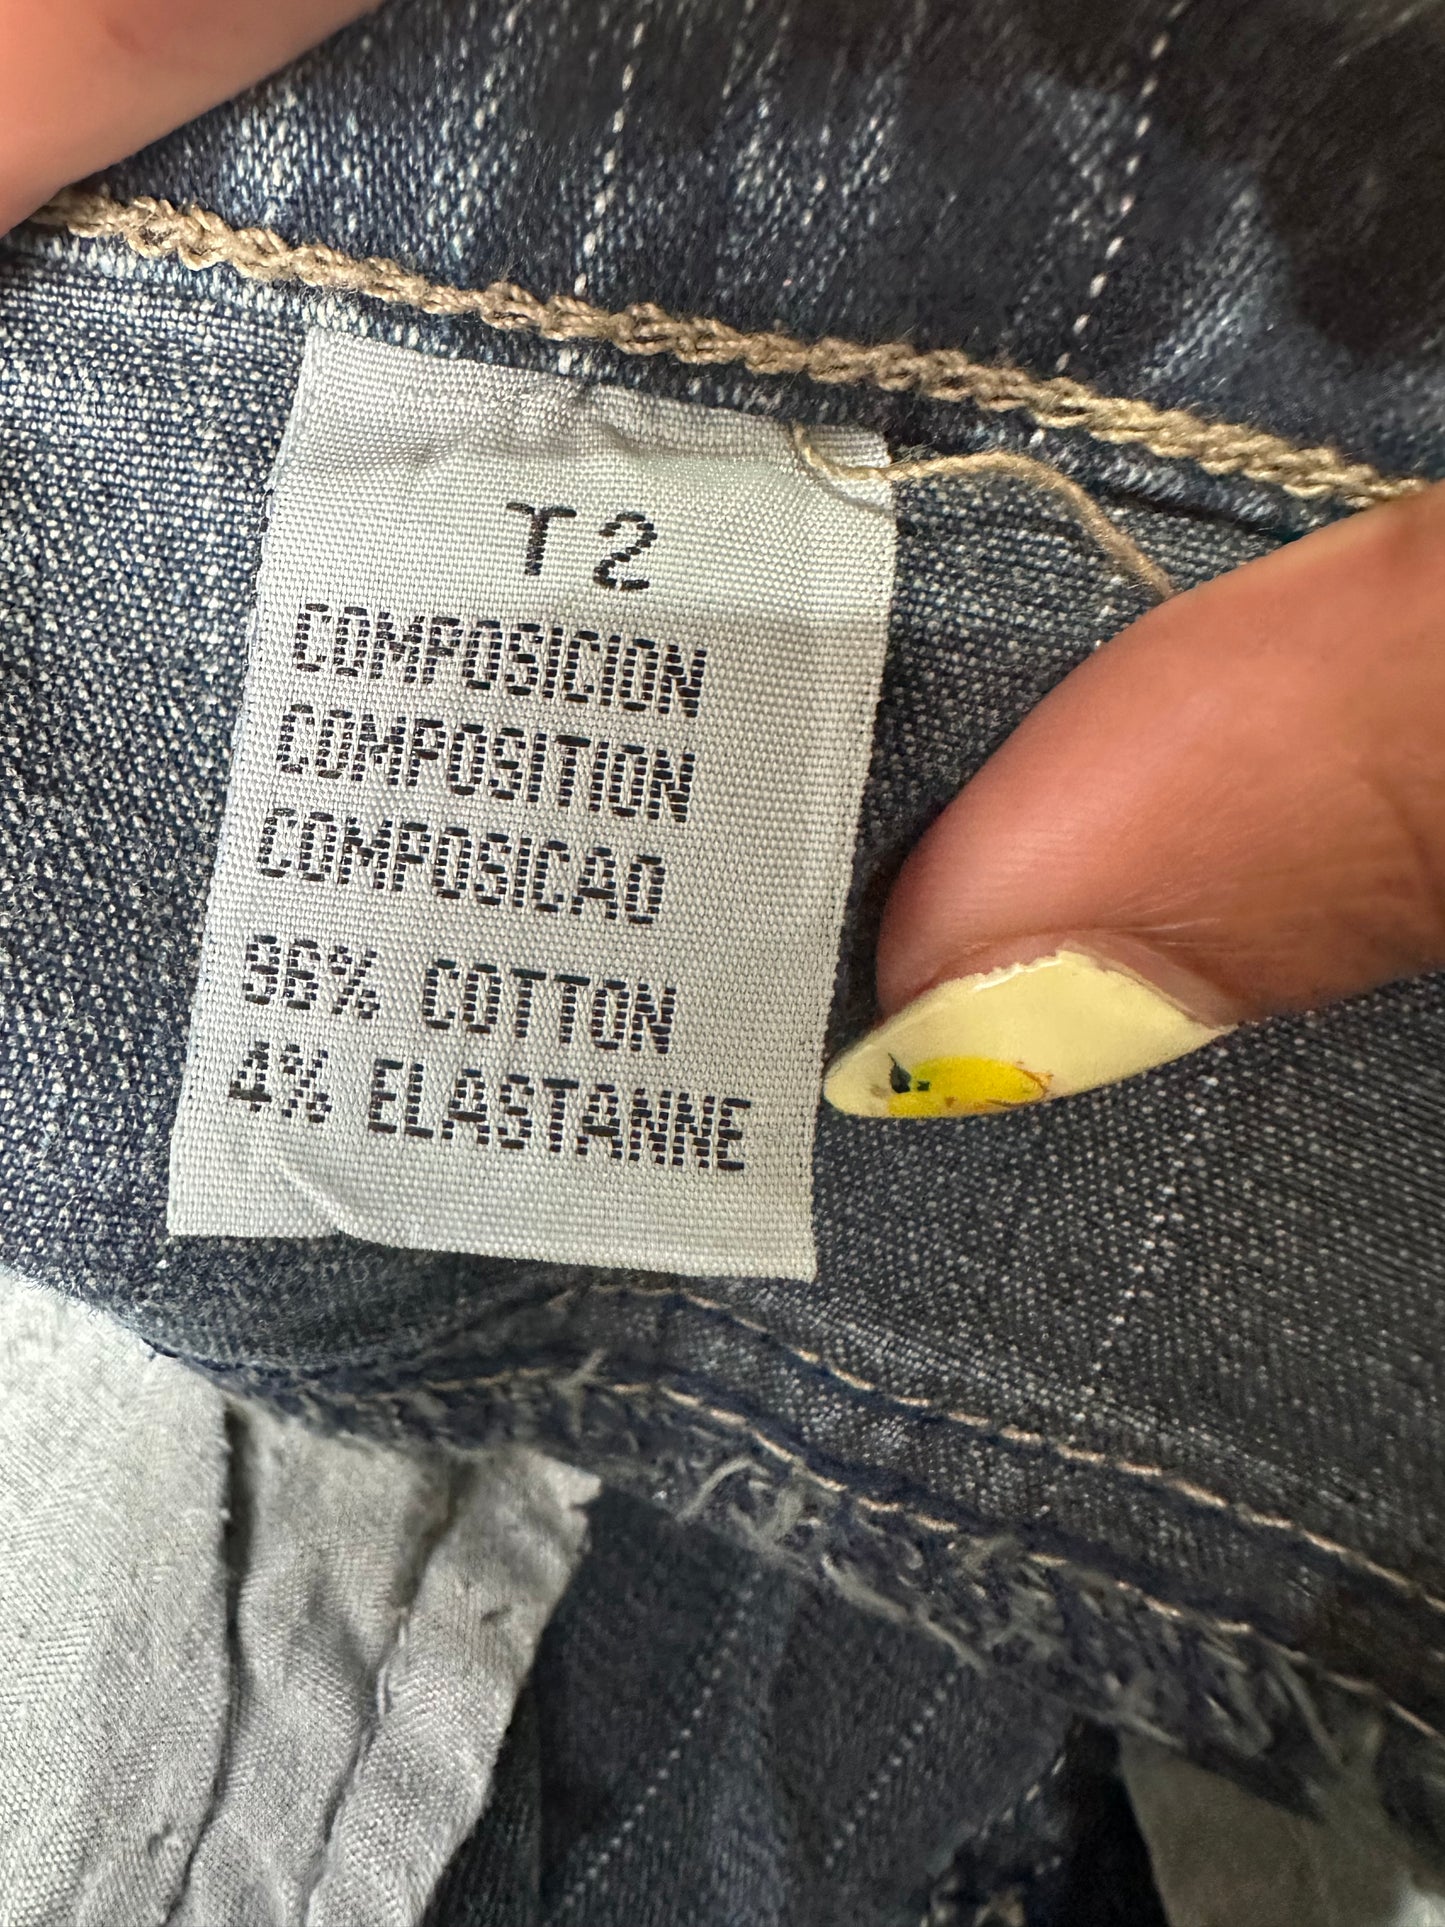 T2
COMPOSICION
COMPOSITION
COMPOSICAO
96% COTTON
4% ELASTANNE